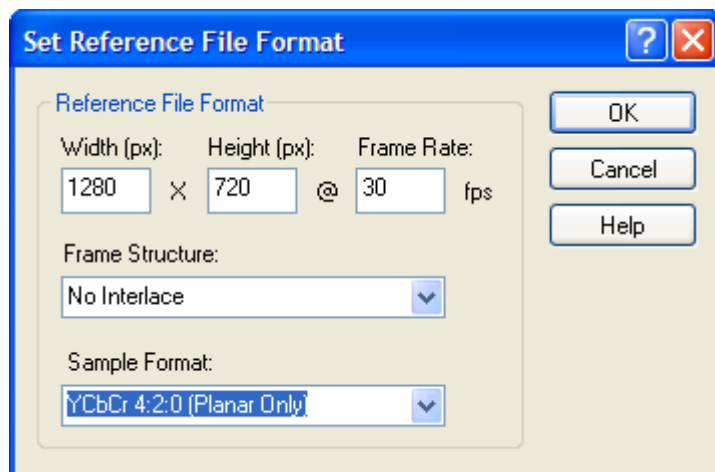 Set Reference File Format
?
Reference File Format
OK
Width (px): Height (px): Frame Rate:
1280 X 720 @ 30 fps
Cancel
Help
Frame Structure:
No Interlace
Sample Format:
YCbCr 4:2:0 (Planar Only)